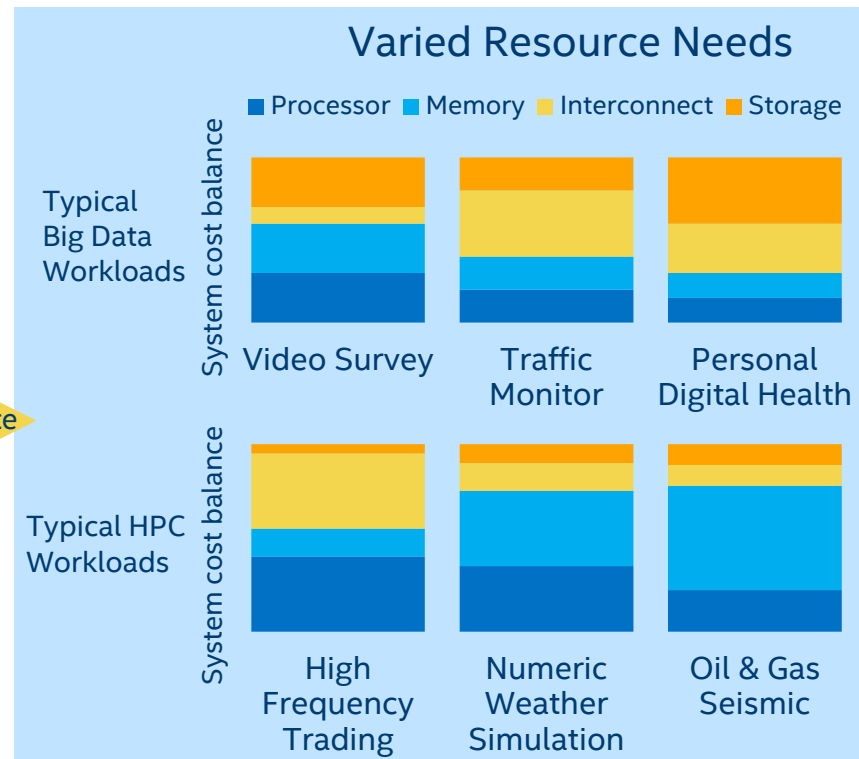 Varied Resource Needs
Processor Memory Interconnect Storage
Typical
Big Data
Workloads
System cost balance
Video Survey
Traffic
Monitor
Personal
Digital Health
Typical HPC
Workloads
System cost balance
High
Frequency
Trading
Numeric
Weather
Simulation
Oil & Gas
Seismic